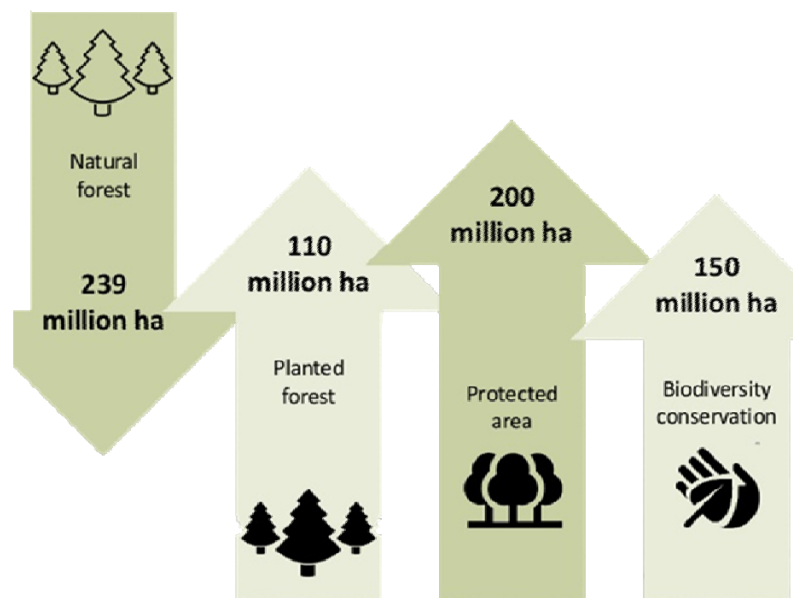 Natural
forest
239
million ha
110
million ha
Planted
forest
200
million ha
Protected
area
150
million ha
Biodiversity
conservation